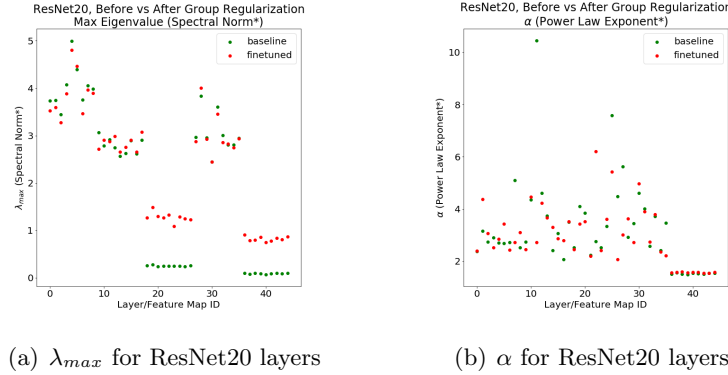 ResNet20, Before vs After Group Regularization
Max Eigenvalue (Spectral Norm*)
5
4
3
2
1
0
λmax (Spectral Norm*)
baseline
finetuned
0 10 20 30 40
Layer/Feature Map ID
(a) λmax for ResNet20 layers
ResNet20, Before vs After Group Regularization
α (Power Law Exponent*)
10
8
6
4
2
α (Power Law Exponent*)
baseline
finetuned
0 10 20 30 40
Layer/Feature Map ID
(b) α for ResNet20 layers